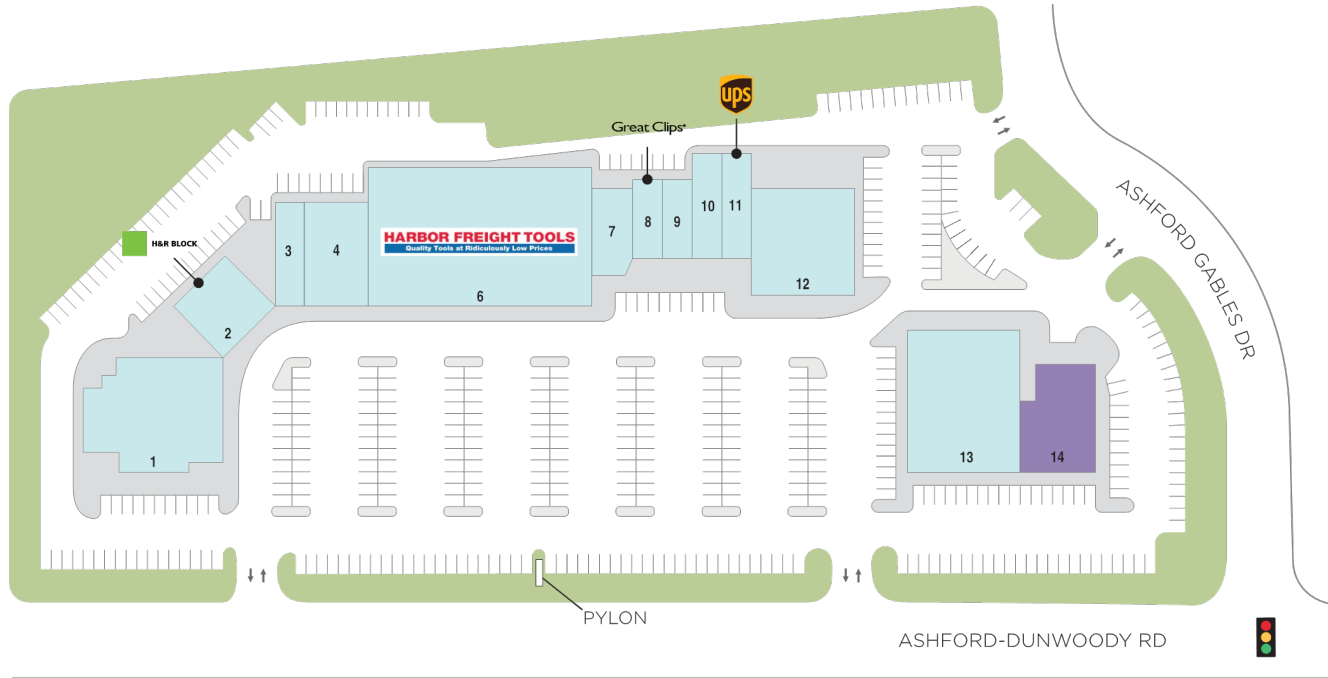 ups
Great Clips®
ASHFORD GABLES DR
H&R BLOCK
HARBOR FREIGHT TOOLS
Quality Tools at Ridiculously Low Prices
1
2
3
4
6
7
8
9
10
11
12
13
14
PYLON
ASHFORD-DUNWOODY RD